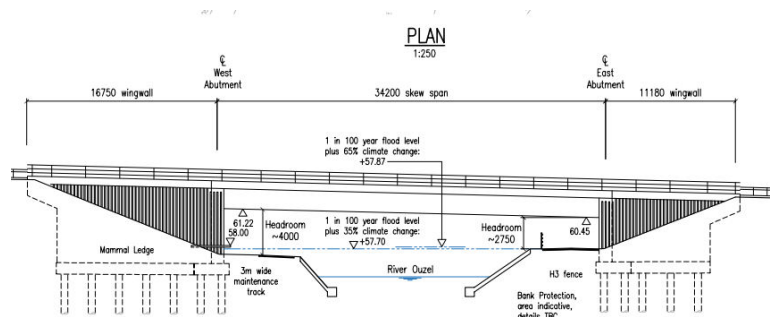 PLAN
1:250
℄
West
Abutment
℄
East
Abutment
16750 wingwall
34200 skew span
11180 wingwall
1 in 100 year flood level
plus 65% climate change:
+57.87
61.22
58.00
Headroom
~4000
1 in 100 year flood level
plus 35% climate change:
+57.70
Headroom
~2750
60.45
Mammal Ledge
3m wide
maintenance
track
River Ouzel
H3 fence
Bank Protection,
area indicative,
details TBC